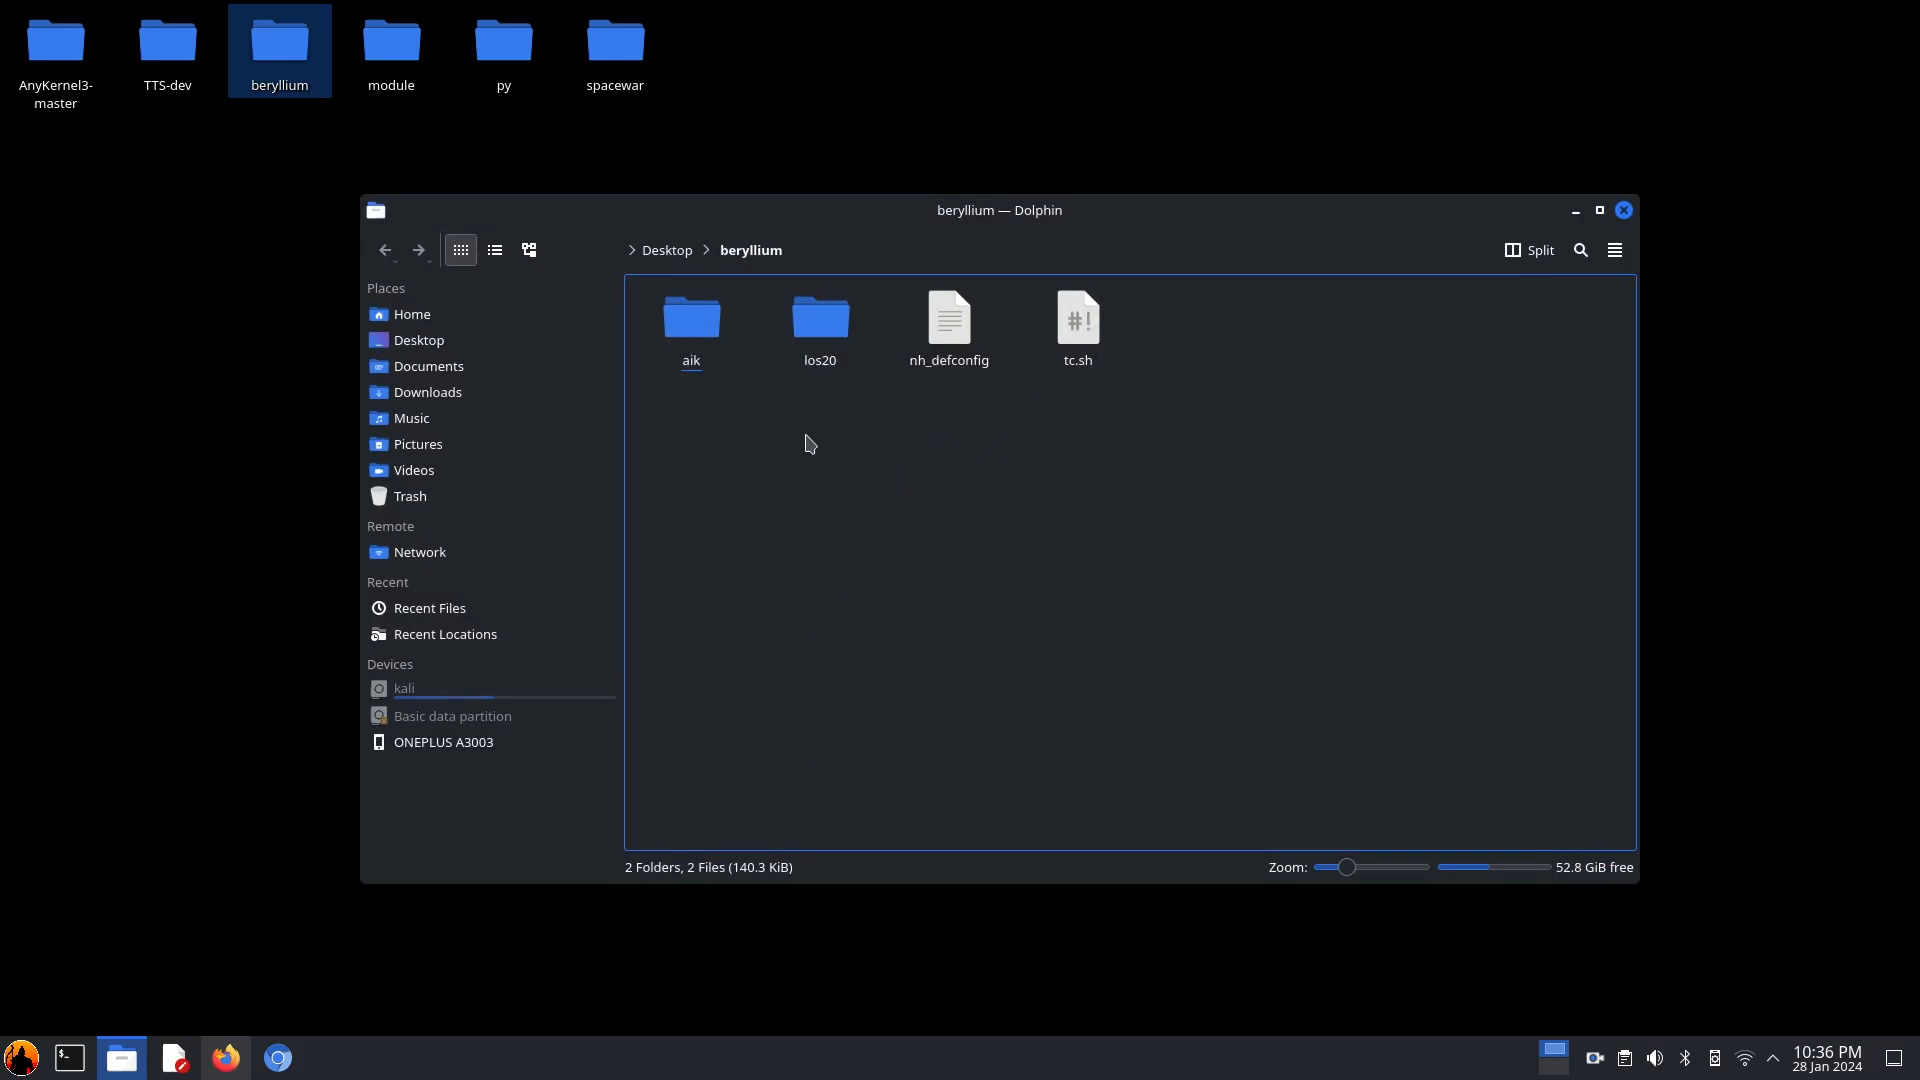 AnyKernel3-
master
TTS-dev
beryllium
module
py
spacewar
beryllium — Dolphin
Desktop
beryllium
Split
Places
Home
Desktop
Documents
Downloads
Music
Pictures
Videos
Trash
Remote
Network
Recent
Recent Files
Recent Locations
Devices
kali
Basic data partition
ONEPLUS A3003
aik
los20
nh_defconfig
#!
tc.sh
2 Folders, 2 Files (140.3 KiB)
Zoom:
52.8 GiB free
$_
10:36 PM
28 Jan 2024